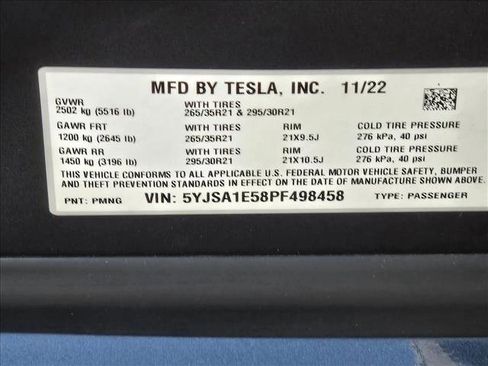 MFD BY TESLA, INC. 11/22
GVWR
2502 kg (5516 lb)
WITH TIRES
265/35R21 & 295/30R21
GAWR FRT
1200 kg (2645 lb)
WITH TIRES
265/35R21
RIM
21X9.5J
COLD TIRE PRESSURE
276 kPa, 40 psi
GAWR RR
1450 kg (3196 lb)
WITH TIRES
295/30R21
RIM
21X10.5J
COLD TIRE PRESSURE
276 kPa, 40 psi
THIS VEHICLE CONFORMS TO ALL APPLICABLE U.S. FEDERAL MOTOR VEHICLE SAFETY, BUMPER,
AND THEFT PREVENTION STANDARDS IN EFFECT ON THE DATE OF MANUFACTURE SHOWN ABOVE.
PNT: PMNG VIN: 5YJSA1E58PF498458 TYPE: PASSENGER